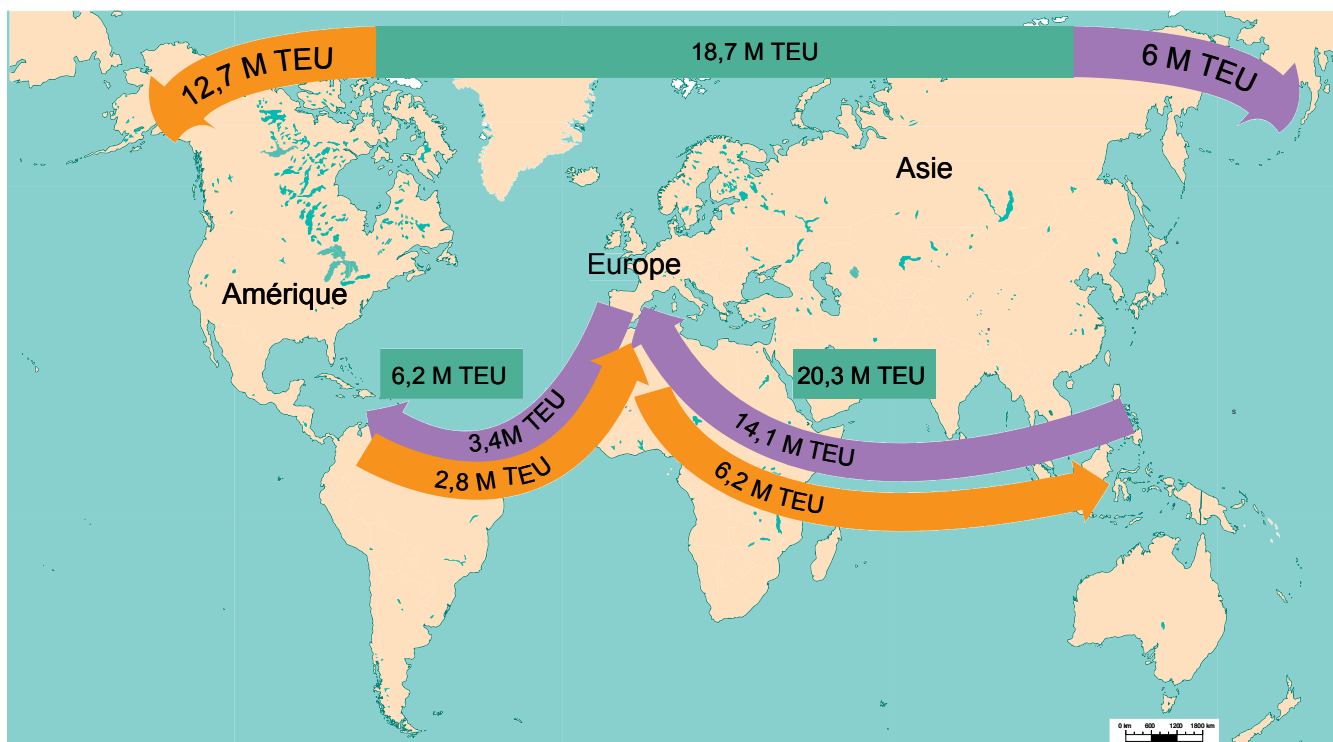 12,7 M TEU
18,7 M TEU
6 M TEU
Asie
Europe
Amérique
6,2 M TEU
20,3 M TEU
3,4M TEU
14,1 M TEU
2,8 M TEU
6,2 M TEU
s
0 km 600 1200 1800 km